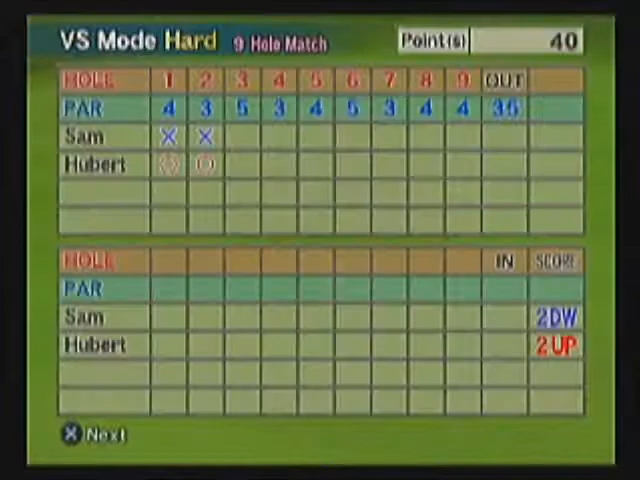 VS Mode Hard 9 Hole Match Point(s) 40
HOLE 1 2 3 4 5 6 7 8 9 OUT
PAR 4 3 5 3 4 5 3 4 4 35
Sam X X
Hubert ◎ ○
HOLE IN SCORE
PAR
Sam 2DW
Hubert 2UP
X Next